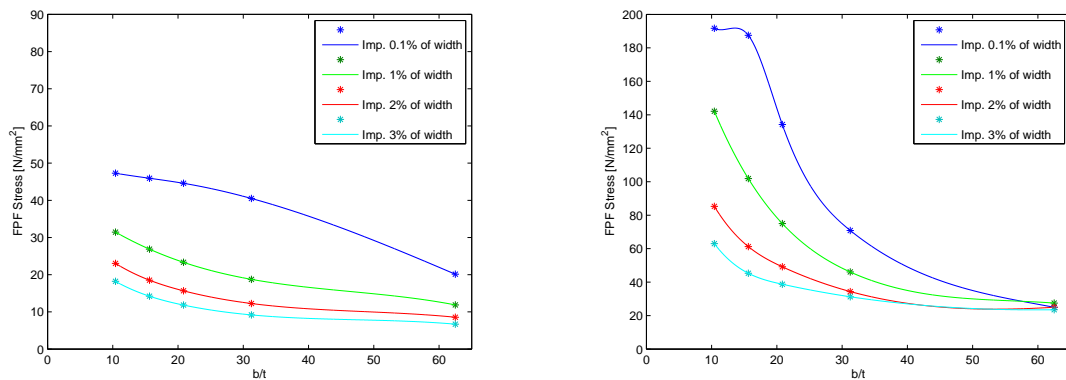 90
80
70
60
50
40
30
20
10
0
FPF Stress [N/mm²]
0 10 20 30 40 50 60
b/t
Imp. 0.1% of width
Imp. 1% of width
Imp. 2% of width
Imp. 3% of width
200
180
160
140
120
100
80
60
40
20
0
FPF Stress [N/mm²]
0 10 20 30 40 50 60
b/t
Imp. 0.1% of width
Imp. 1% of width
Imp. 2% of width
Imp. 3% of width